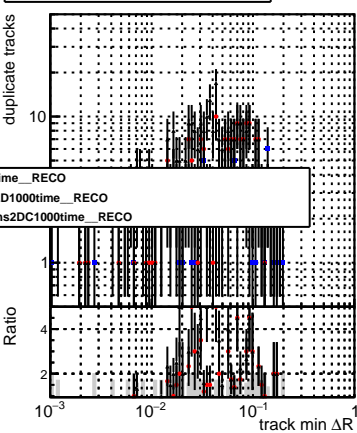 duplicate tracks
10
ime__RECO
D1000time__RECO
ns2DC1000time__RECO
1
Ratio
4
2
10⁻³ 10⁻² 10⁻¹ 1
track min ΔR